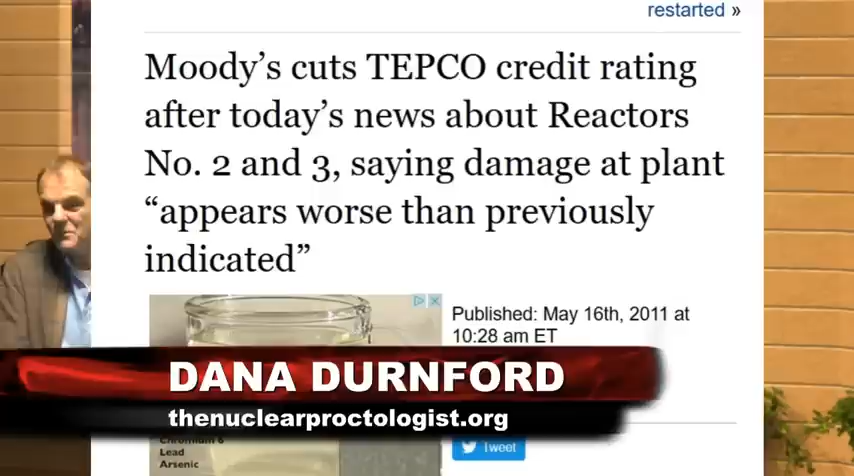 restarted »
Moody’s cuts TEPCO credit rating
after today’s news about Reactors
No. 2 and 3, saying damage at plant
“appears worse than previously
indicated”
Published: May 16th, 2011 at
10:28 am ET
DANA DURNFORD
thenuclearproctologist.org
Chromium 6
Lead
Arsenic
Tweet